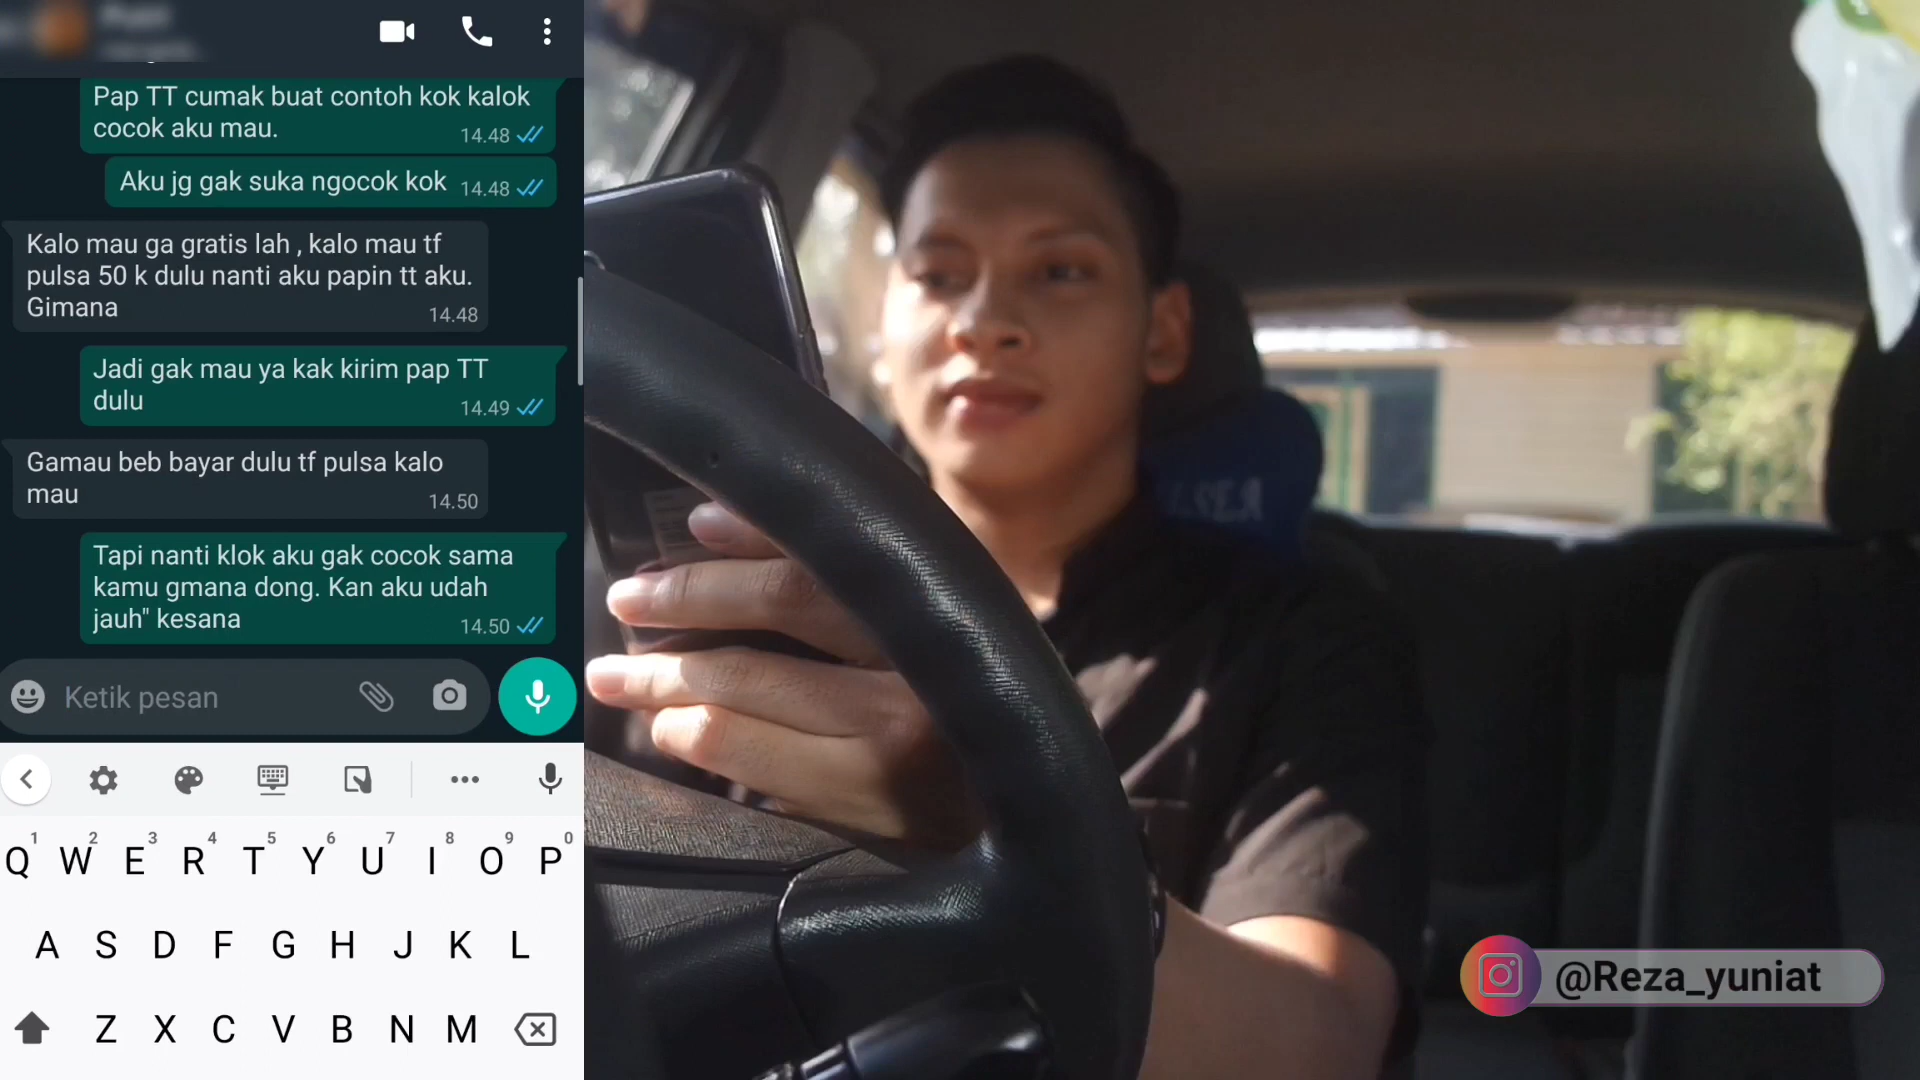 Pap TT cumak buat contoh kok kalok
cocok aku mau.
14.48
Aju jg gak suka ngocok kok
14.48
Kalo mau ga gratis lah , kalo mau tf
pulsa 50 k dulu nanti aku papin tt aku.
Gimana
14.48
Jadi gak mau ya kak kirim pap TT
dulu
14.49
Gamau beb bayar dulu tf pulsa kalo
mau
14.50
Tapi nanti klok aku gak cocok sama
kamu gmana dong. Kan aku udah
jauh" kesana
14.50
Ketik pesan
1 2 3 4 5 6 7 8 9 0
Q W E R T Y U I O P
A S D F G H J K L
Z X C V B N M
@Reza_yuniat